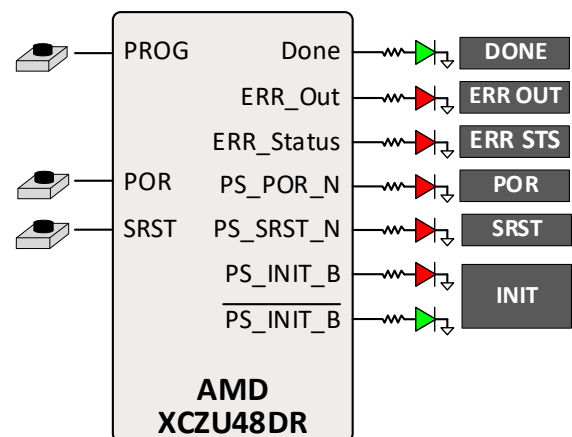 PROG Done DONE
ERR_Out ERR OUT
ERR_Status ERR STS
POR PS_POR_N POR
SRST PS_SRST_N SRST
PS_INIT_B
INIT
PS_INIT_B
AMD
XCZU48DR